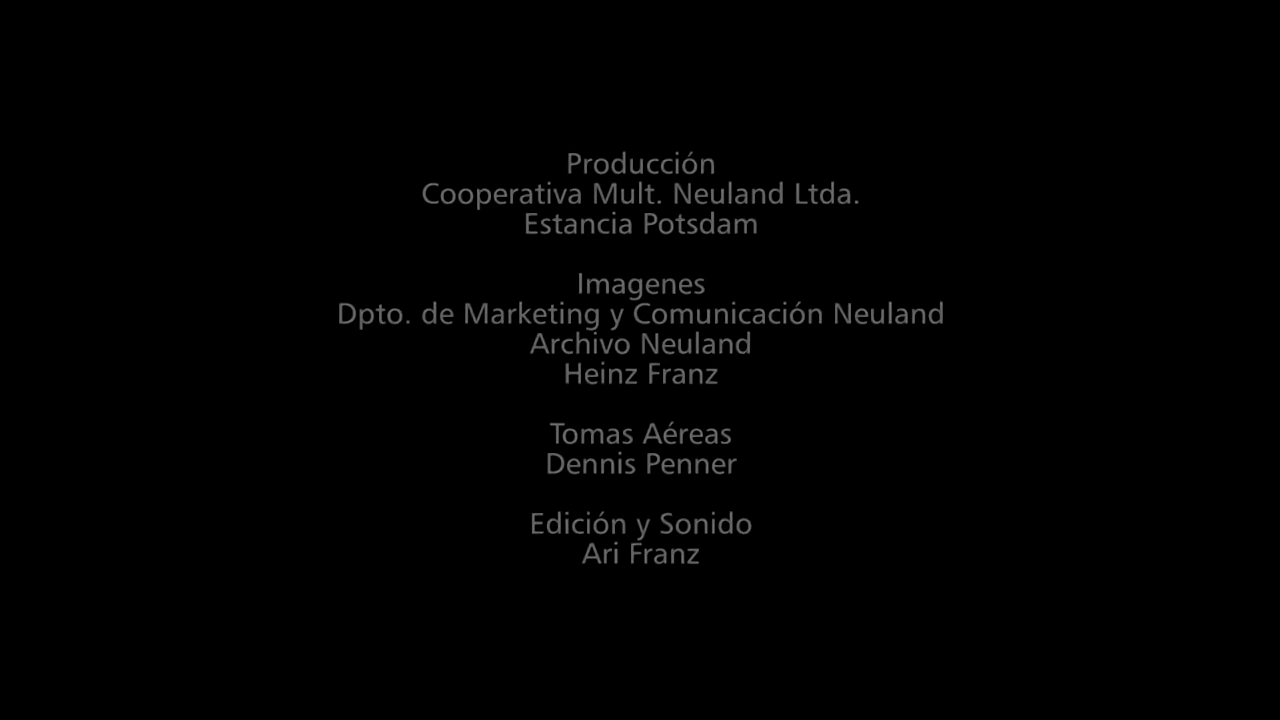 Producción
Cooperativa Mult. Neuland Ltda.
Estancia Potsdam
Imagenes
Dpto. de Marketing y Comunicación Neuland
Archivo Neuland
Heinz Franz
Tomas Aéreas
Dennis Penner
Edición y Sonido
Ari Franz